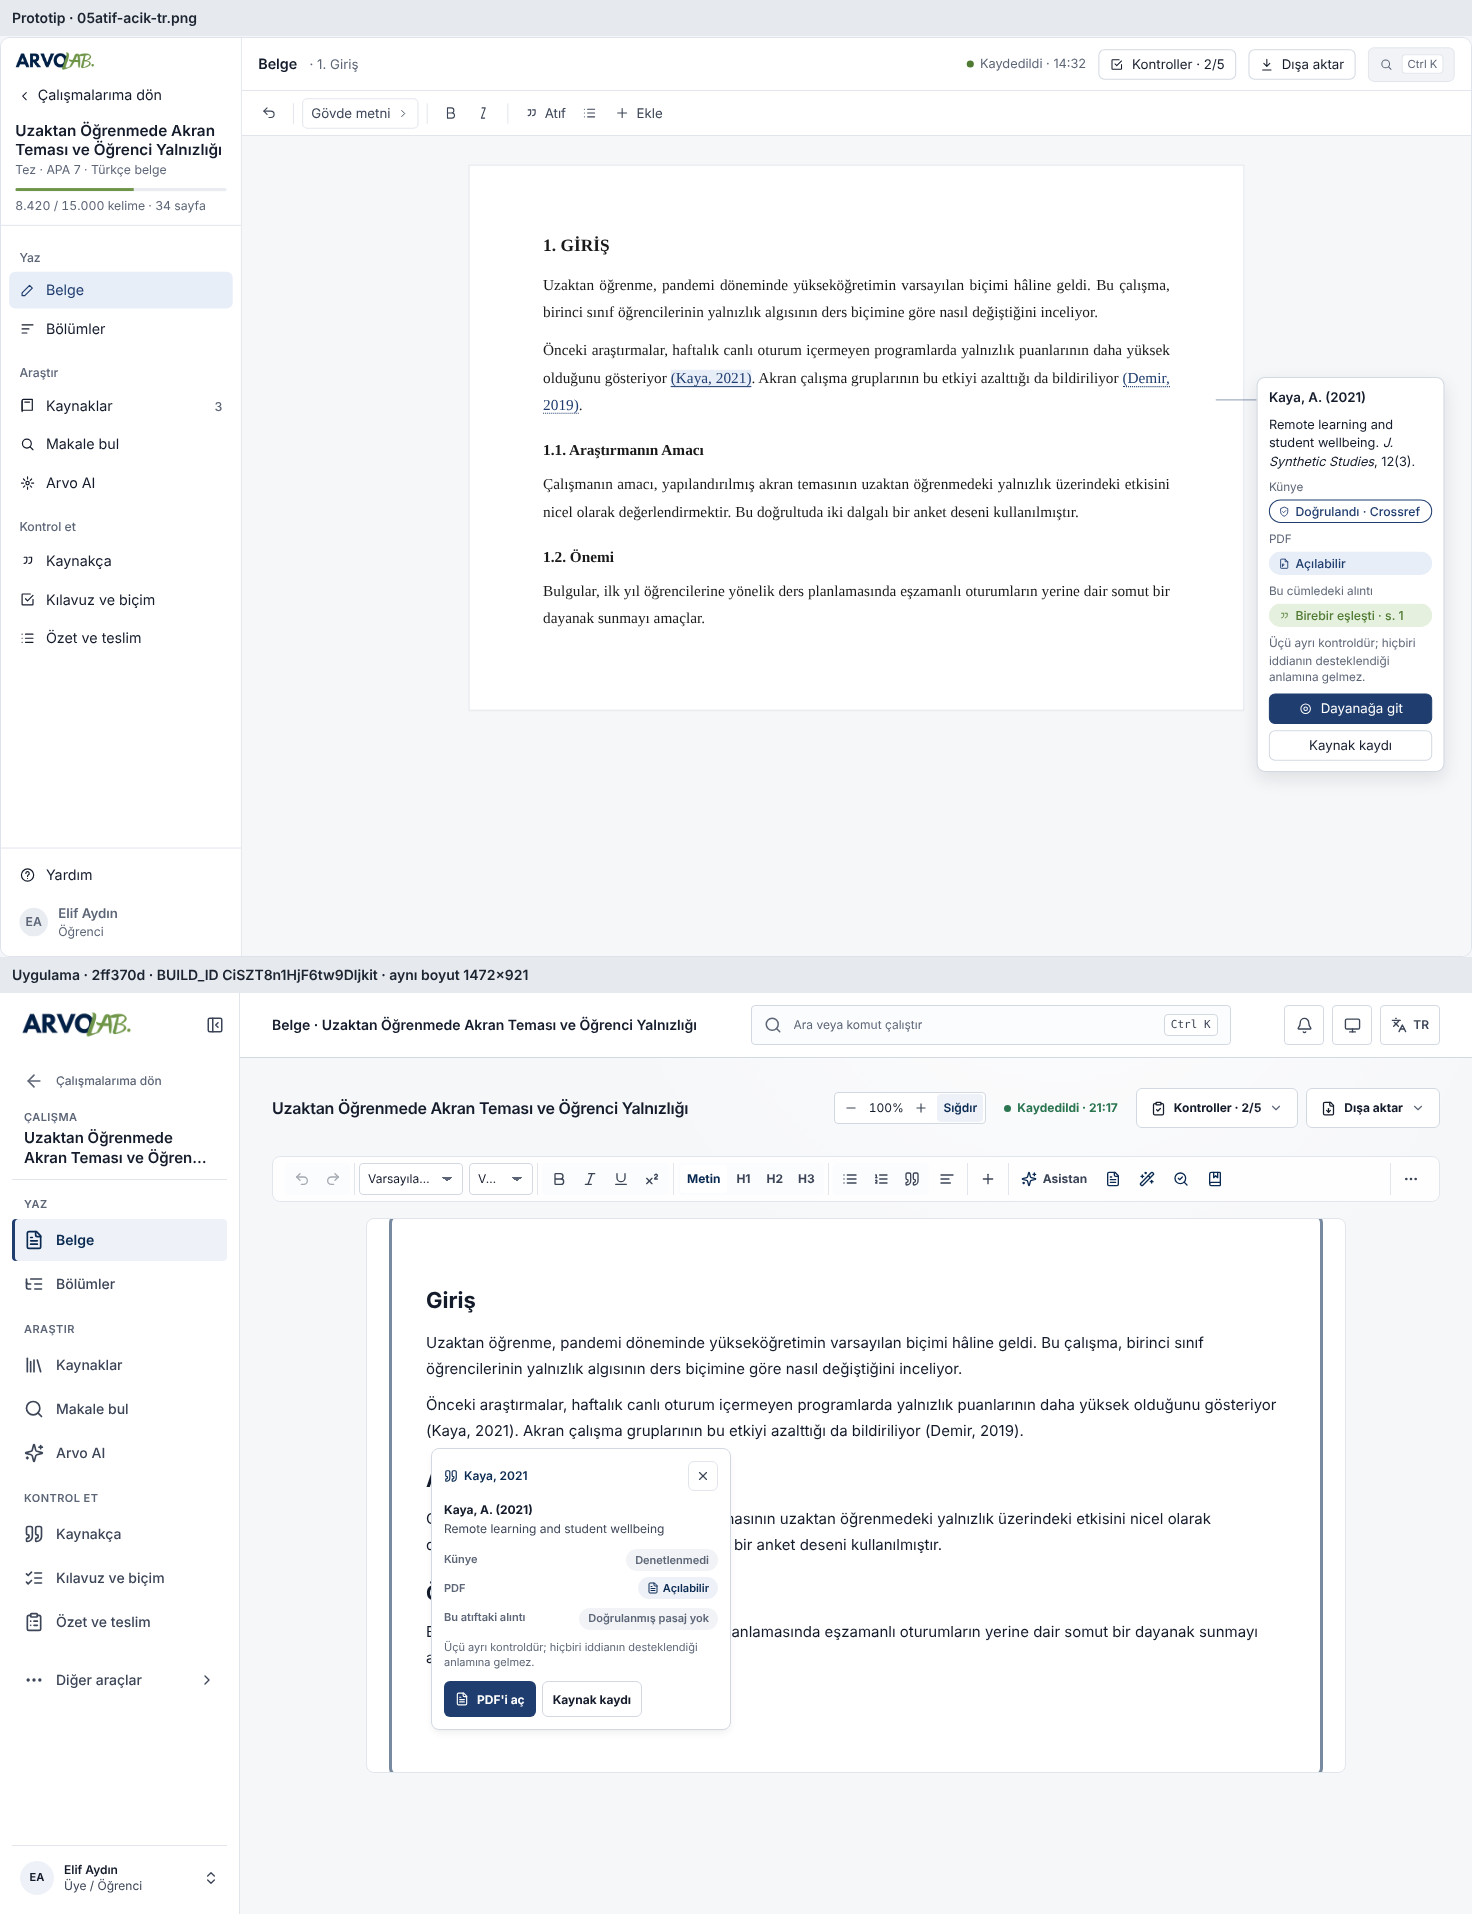 Prototip · 05atif-acik-tr.png
ARVOLAB.
Çalışmalarıma dön
Uzaktan Öğrenmede Akran
Teması ve Öğrenci Yalnızlığı
Tez · APA 7 · Türkçe belge
8.420 / 15.000 kelime · 34 sayfa
Yaz
Belge
Bölümler
Araştır
Kaynaklar 3
Makale bul
Arvo AI
Kontrol et
Kaynakça
Kılavuz ve biçim
Özet ve teslim
Yardım
EA
Elif Aydın
Öğrenci
Belge · 1. Giriş
Kaydedildi · 14:32
Kontroller · 2/5
Dışa aktar
Ctrl K
Gövde metni
B
I
Atıf
Ekle
1. GİRİŞ
Uzaktan öğrenme, pandemi döneminde yükseköğretimin varsayılan biçimi hâline geldi. Bu çalışma,
birinci sınıf öğrencilerinin yalnızlık algısının ders biçimine göre nasıl değiştiğini inceliyor.
Önceki araştırmalar, haftalık canlı oturum içermeyen programlarda yalnızlık puanlarının daha yüksek
olduğunu gösteriyor (Kaya, 2021). Akran çalışma gruplarının bu etkiyi azalttığı da bildiriliyor (Demir,
2019).
1.1. Araştırmanın Amacı
Çalışmanın amacı, yapılandırılmış akran temasının uzaktan öğrenmedeki yalnızlık üzerindeki etkisini
nicel olarak değerlendirmektir. Bu doğrultuda iki dalgalı bir anket deseni kullanılmıştır.
1.2. Önemi
Bulgular, ilk yıl öğrencilerine yönelik ders planlamasında eşzamanlı oturumların yerine dair somut bir
dayanak sunmayı amaçlar.
Kaya, A. (2021)
Remote learning and
student wellbeing. J.
Synthetic Studies, 12(3).
Künye
Doğrulandı · Crossref
PDF
Açılabilir
Bu cümledeki alıntı
Birebir eşleşti · s. 1
Üçü ayrı kontroldür; hiçbiri
iddianın desteklendiği
anlamına gelmez.
Dayanağa git
Kaynak kaydı
Uygulama · 2ff370d · BUILD_ID CiSZT8n1HjF6tw9Dljkit · aynı boyut 1472×921
ARVOLAB.
Çalışmalarıma dön
ÇALIŞMA
Uzaktan Öğrenmede
Akran Teması ve Öğren...
YAZ
Belge
Bölümler
ARAŞTIR
Kaynaklar
Makale bul
Arvo AI
KONTROL ET
Kaynakça
Kılavuz ve biçim
Özet ve teslim
Diğer araçlar
EA
Elif Aydın
Üye / Öğrenci
Belge · Uzaktan Öğrenmede Akran Teması ve Öğrenci Yalnızlığı
Ara veya komut çalıştır
Ctrl K
TR
Uzaktan Öğrenmede Akran Teması ve Öğrenci Yalnızlığı
100%
Sığdır
Kaydedildi · 21:17
Kontroller · 2/5
Dışa aktar
Varsayıla...
V...
B
I
U
x²
Metin
H1
H2
H3
Asistan
Giriş
Uzaktan öğrenme, pandemi döneminde yükseköğretimin varsayılan biçimi hâline geldi. Bu çalışma, birinci sınıf
öğrencilerinin yalnızlık algısının ders biçimine göre nasıl değiştiğini inceliyor.
Önceki araştırmalar, haftalık canlı oturum içermeyen programlarda yalnızlık puanlarının daha yüksek olduğunu gösteriyor
(Kaya, 2021). Akran çalışma gruplarının bu etkiyi azalttığı da bildiriliyor (Demir, 2019).
uzaktan öğrenmedeki yalnızlık üzerindeki etkisini nicel olarak
bir anket deseni kullanılmıştır.
eşzamanlı oturumların yerine dair somut bir dayanak sunmayı
Kaya, 2021
Kaya, A. (2021)
Remote learning and student wellbeing
Künye
Denetlenmedi
PDF
Açılabilir
Bu atıftaki alıntı
Doğrulanmış pasaj yok
Üçü ayrı kontroldür; hiçbiri iddianın desteklendiği
anlamına gelmez.
PDF'i aç
Kaynak kaydı